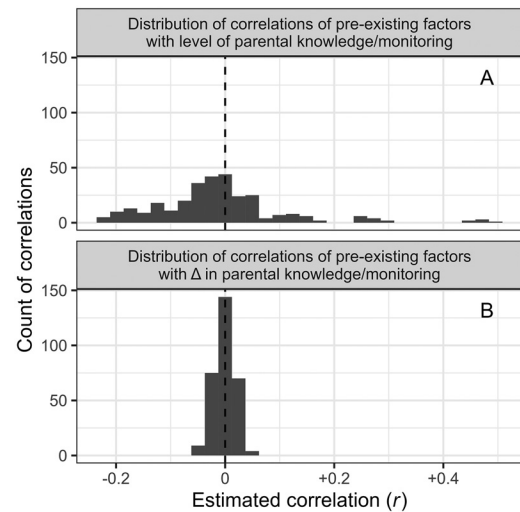 Distribution of correlations of pre-existing factors
with level of parental knowledge/monitoring
150
100
50
0
A
Count of correlations
Distribution of correlations of pre-existing factors
with Δ in parental knowledge/monitoring
150
100
50
0
B
-0.2
0
+0.2
+0.4
Estimated correlation (r)